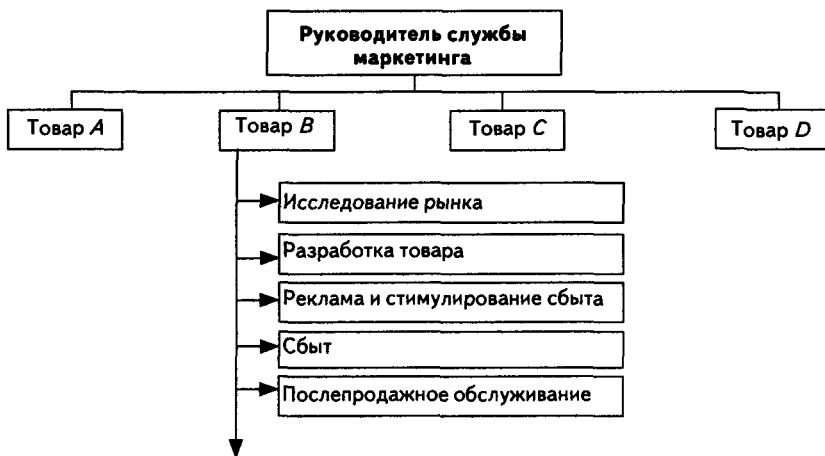 Руководитель службы
маркетинга
Товар A
Товар B
Товар C
Товар D
Исследование рынка
Разработка товара
Реклама и стимулирование сбыта
Сбыт
Послепродажное обслуживание